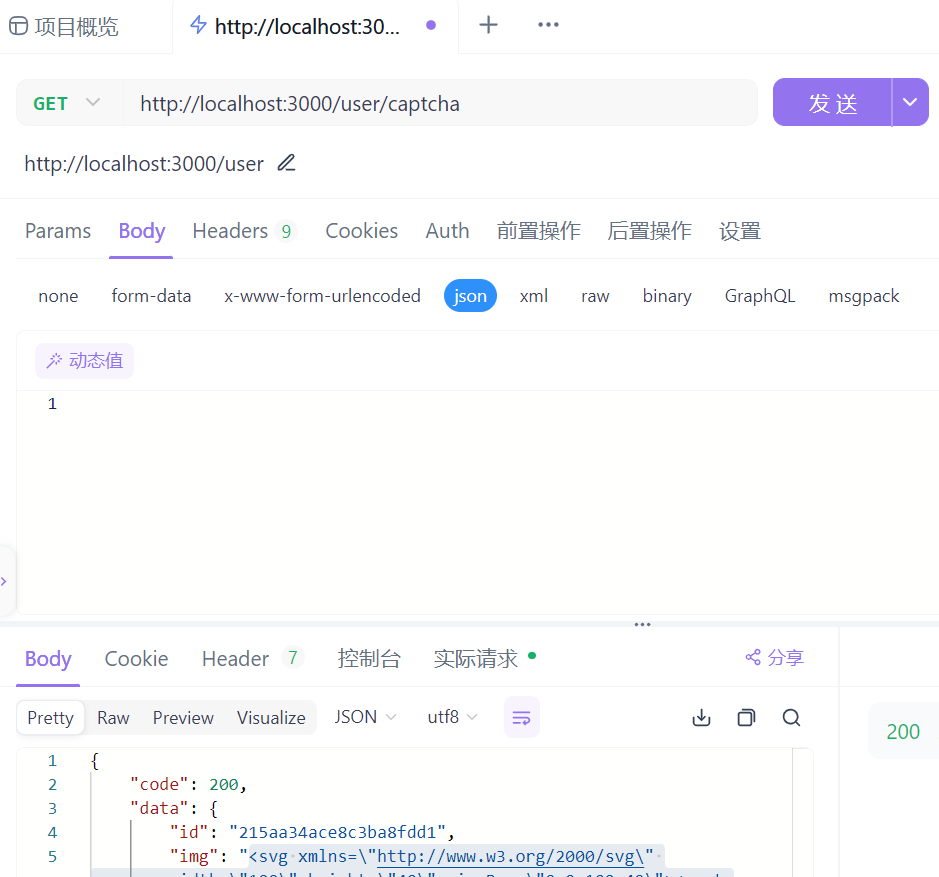 项目概览 http://localhost:30... + •••
GET http://localhost:3000/user/captcha 发 送
http://localhost:3000/user
Params Body Headers 9 Cookies Auth 前置操作 后置操作 设置
none form-data x-www-form-urlencoded json xml raw binary GraphQL msgpack
动态值
1
Body Cookie Header 7 控制台 实际请求 分享
Pretty Raw Preview Visualize JSON utf8
200
1 {
2 "code": 200,
3 "data": {
4 "id": "215aa34ace8c3ba8fdd1",
5 "img": "<svg xmlns=\"http://www.w3.org/2000/svg\"